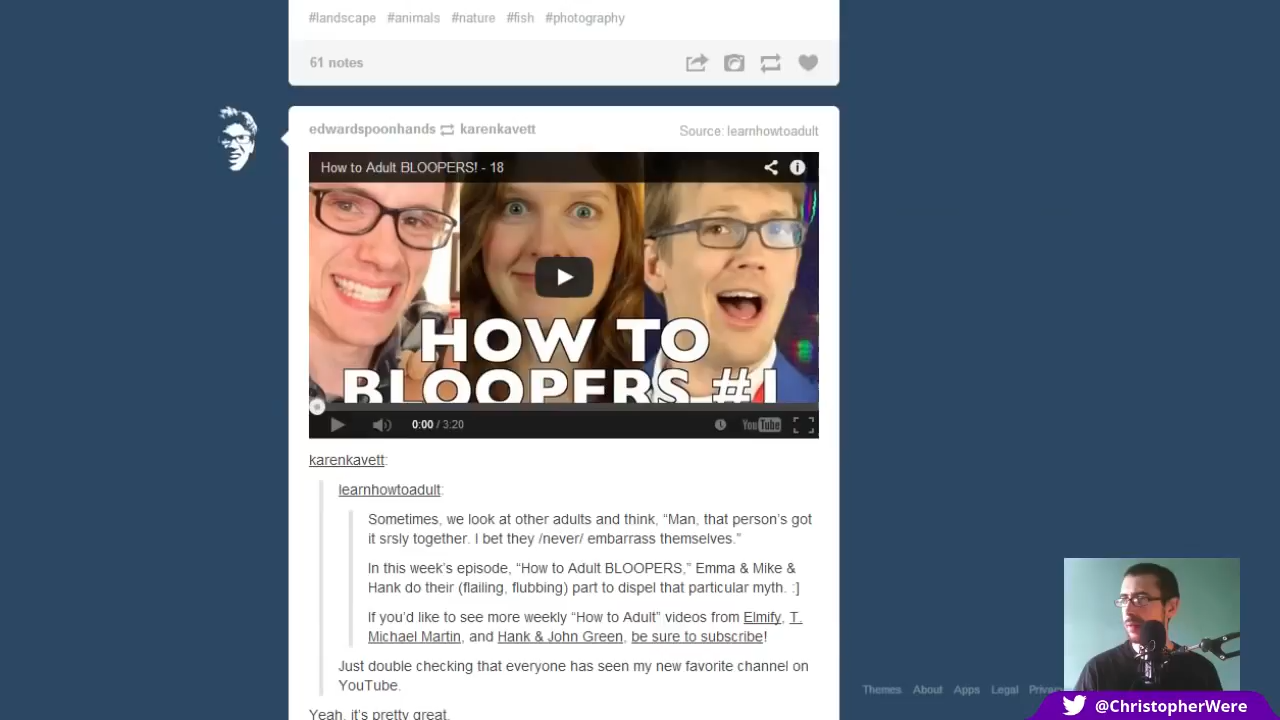 #landscape #animals #nature #fish #photography
61 notes
edwardspoonhands karenkavett
Source: learnhowtoadult
How to Adult BLOOPERS! - 18
HOW TO
BLOOPERS #1
0:00 / 3:20
YouTube
karenkavett:
learnhowtoadult:
Sometimes, we look at other adults and think, “Man, that person’s got
it srsly together. I bet they /never/ embarrass themselves.”
In this week’s episode, “How to Adult BLOOPERS,” Emma & Mike &
Hank do their (flailing, flubbing) part to dispel that particular myth. :]
If you’d like to see more weekly “How to Adult” videos from Elmify, T.
Michael Martin, and Hank & John Green, be sure to subscribe!
Just double checking that everyone has seen my new favorite channel on
YouTube.
Yeah, it’s pretty great.
Themes About Apps Legal Privacy
@ChristopherWere